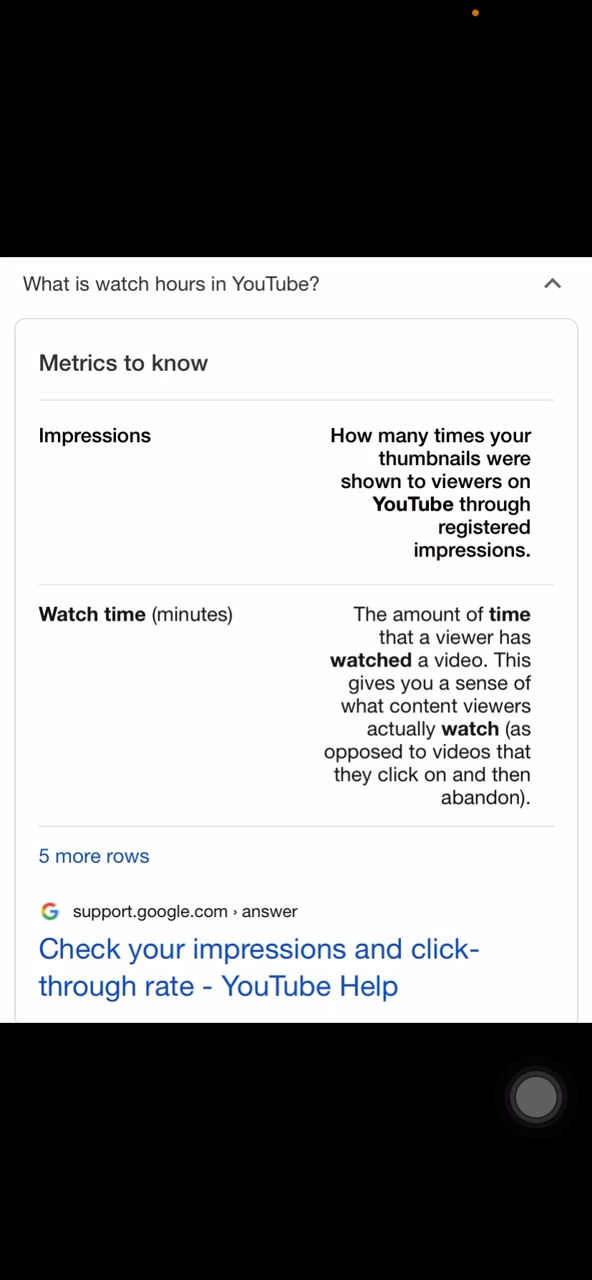 What is watch hours in YouTube?
Metrics to know
Impressions
How many times your
thumbnails were
shown to viewers on
YouTube through
registered
impressions.
Watch time (minutes)
The amount of time
that a viewer has
watched a video. This
gives you a sense of
what content viewers
actually watch (as
opposed to videos that
they click on and then
abandon).
5 more rows
support.google.com › answer
Check your impressions and click-
through rate - YouTube Help